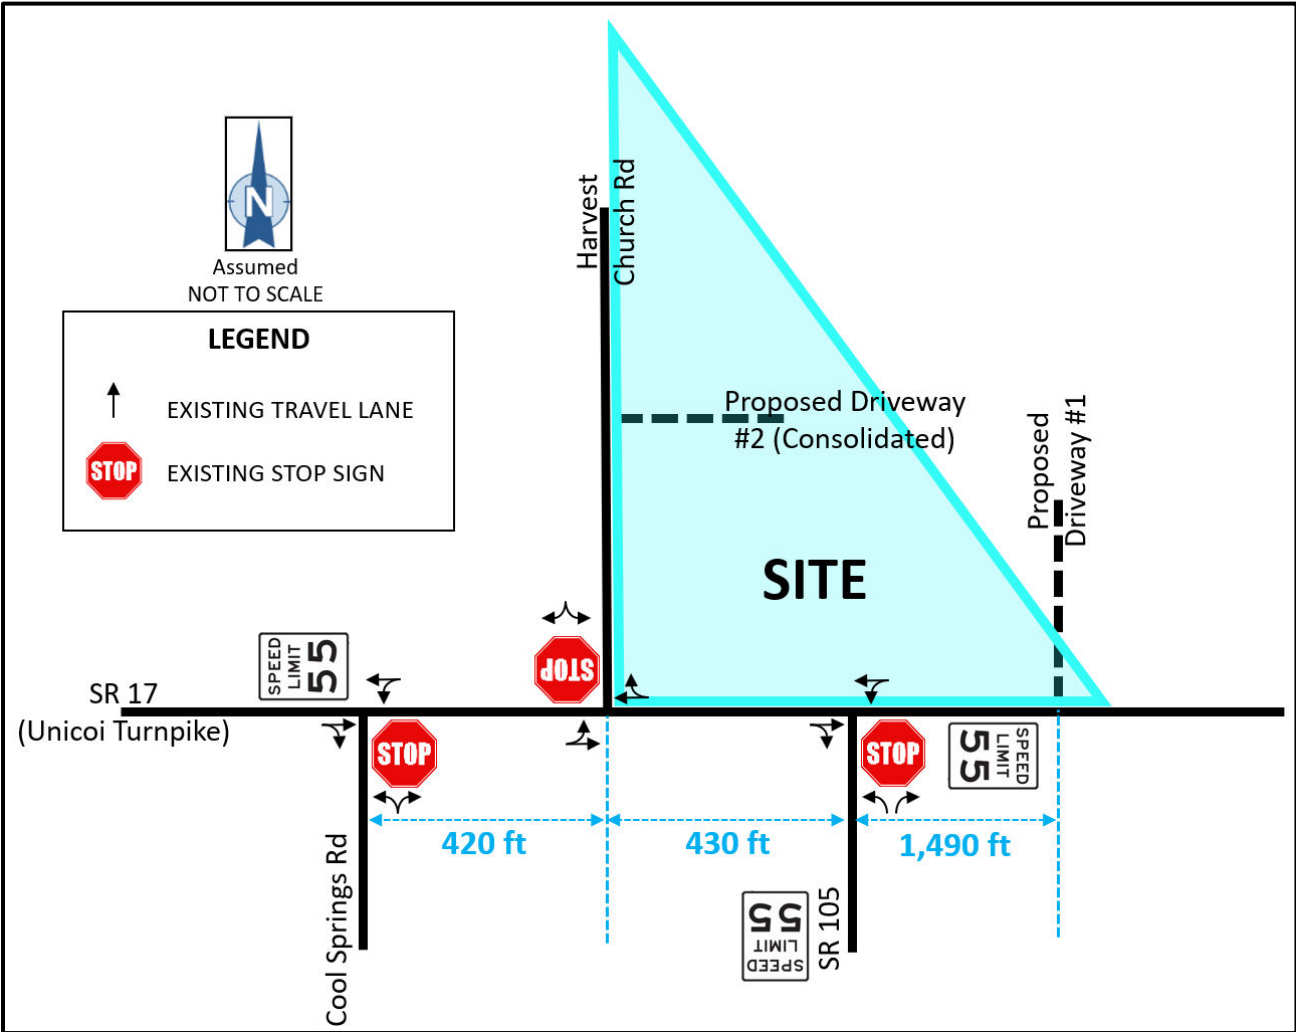 N
Assumed
NOT TO SCALE
LEGEND
EXISTING TRAVEL LANE
STOP
EXISTING STOP SIGN
Harvest
Church Rd
Proposed Driveway
#2 (Consolidated)
Proposed
Driveway #1
SITE
SPEED
LIMIT
55
STOP
SR 17
(Unicoi Turnpike)
STOP
STOP
SPEED
LIMIT
55
420 ft
430 ft
1,490 ft
Cool Springs Rd
SPEED
LIMIT
55
SR 105